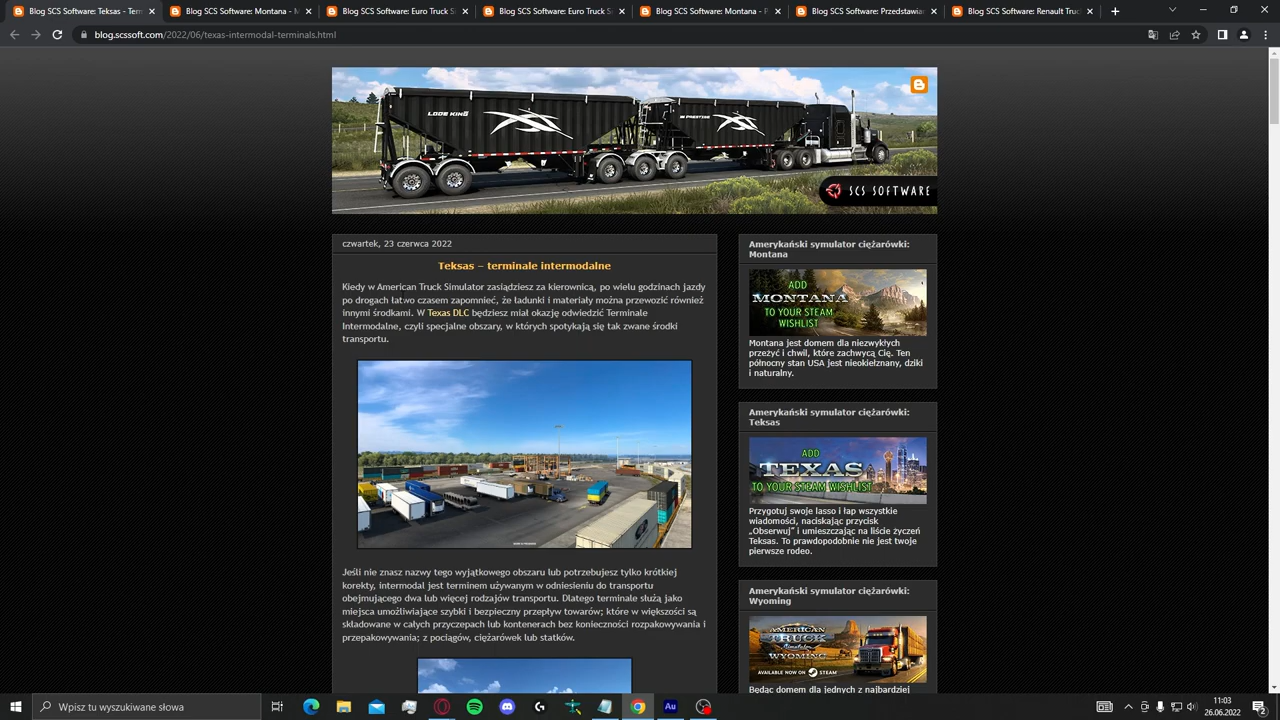 Blog SCS Software: Teksas - Term
Blog SCS Software: Montana - M
Blog SCS Software: Euro Truck S
Blog SCS Software: Euro Truck S
Blog SCS Software: Montana - P
Blog SCS Software: Przedstawian
Blog SCS Software: Renault Truc
blog.scssoft.com/2022/06/texas-intermodal-terminals.html
LODE KING
SCS SOFTWARE
czwartek, 23 czerwca 2022
Teksas – terminale intermodalne
Kiedy w American Truck Simulator zasiądziesz za kierownicą, po wielu godzinach jazdy
po drogach łatwo czasem zapomnieć, że ładunki i materiały można przewozić również
innymi środkami. W Texas DLC będziesz miał okazję odwiedzić Terminale
Intermodalne, czyli specjalne obszary, w których spotykają się tak zwane środki
transportu.
Jeśli nie znasz nazwy tego wyjątkowego obszaru lub potrzebujesz tylko krótkiej
korekty, intermodal jest terminem używanym w odniesieniu do transportu
obejmującego dwa lub więcej rodzajów transportu. Dlatego terminale służą jako
miejsca umożliwiające szybki i bezpieczny przepływ towarów; które w większości są
składowane w całych przyczepach lub kontenerach bez konieczności rozpakowywania i
przepakowywania; z pociągów, ciężarówek lub statków.
Amerykański symulator ciężarówki:
Montana
ADD
MONTANA
TO YOUR STEAM
WISHLIST
Montana jest domem dla niezwykłych
przeżyć i chwil, które zachwycą Cię. Ten
północny stan USA jest nieokiełznany, dziki
i naturalny.
Amerykański symulator ciężarówki:
Teksas
ADD
TEXAS
TO YOUR STEAM WISHLIST
Przygotuj swoje lasso i łap wszystkie
wiadomości, naciskając przycisk
„Obserwuj” i umieszczając na liście życzeń
Teksas. To prawdopodobnie nie jest twoje
pierwsze rodeo.
Amerykański symulator ciężarówki:
Wyoming
AMERICAN
TRUCK
Simulator
WYOMING
AVAILABLE NOW ON STEAM
Będąc domem dla jednych z najbardziej
Wpisz tu wyszukiwane słowa
Au
11:03
26.06.2022